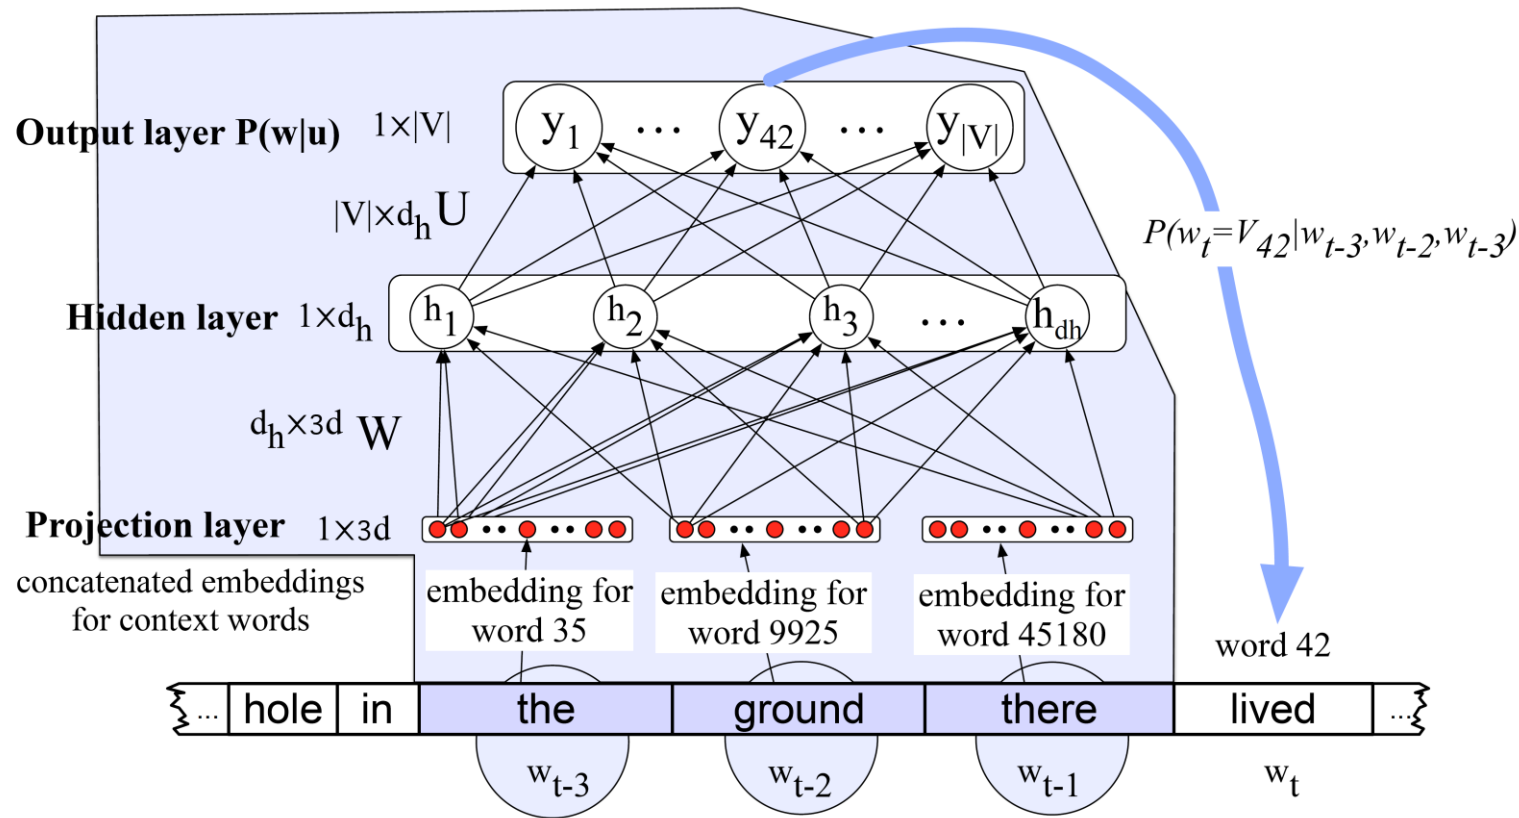 Output layer P(w|u) 1×|V|
y1 ... y42 ... y|V|
|V|×dh U
P(wt=V42|wt-3,wt-2,wt-3)
Hidden layer 1×dh
h1 h2 h3 ... hdh
dh×3d W
Projection layer 1×3d
concatenated embeddings
for context words
embedding for
word 35
embedding for
word 9925
embedding for
word 45180
word 42
... hole in the ground there lived ...
wt-3 wt-2 wt-1 wt